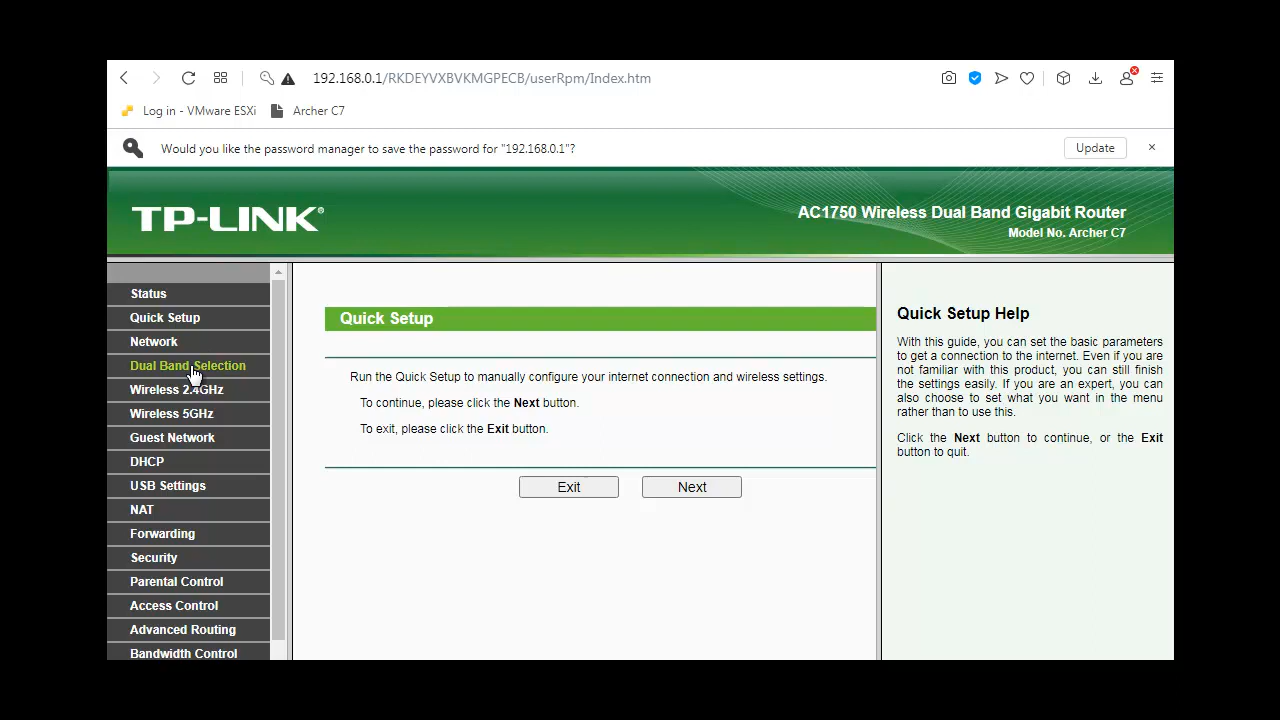 192.168.0.1/RKDEYVXBVKMGPECB/userRpm/Index.htm
Log in - VMware ESXi Archer C7
Would you like the password manager to save the password for "192.168.0.1"? Update
TP-LINK®
AC1750 Wireless Dual Band Gigabit Router
Model No. Archer C7
Status
Quick Setup
Network
Dual Band Selection
Wireless 2.4GHz
Wireless 5GHz
Guest Network
DHCP
USB Settings
NAT
Forwarding
Security
Parental Control
Access Control
Advanced Routing
Bandwidth Control
Quick Setup
Run the Quick Setup to manually configure your internet connection and wireless settings.
To continue, please click the Next button.
To exit, please click the Exit button.
Exit Next
Quick Setup Help
With this guide, you can set the basic parameters
to get a connection to the internet. Even if you are
not familiar with this product, you can still finish
the settings easily. If you are an expert, you can
also choose to set what you want in the menu
rather than to use this.
Click the Next button to continue, or the Exit
button to quit.